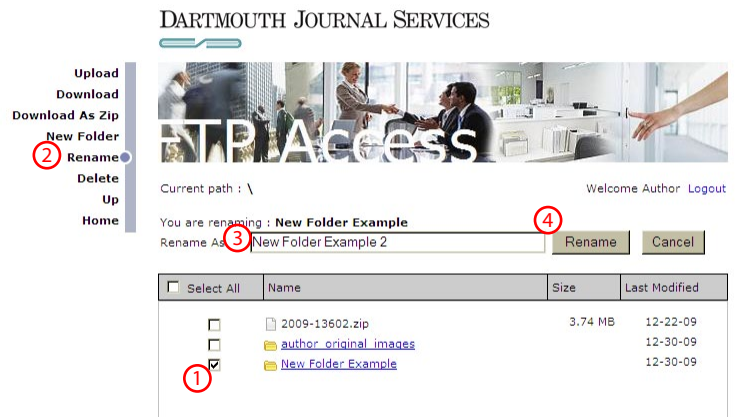 DARTMOUTH JOURNAL SERVICES
Upload
Download
Download As Zip
New Folder
2 Rename
Delete
Up
Home
FTP Access
Current path : \
Welcome Author Logout
You are renaming : New Folder Example
Rename As 3 New Folder Example 2 4 Rename Cancel
Select All Name Size Last Modified
2009-13602.zip 3.74 MB 12-22-09
author_original_images 12-30-09
1 New Folder Example 12-30-09